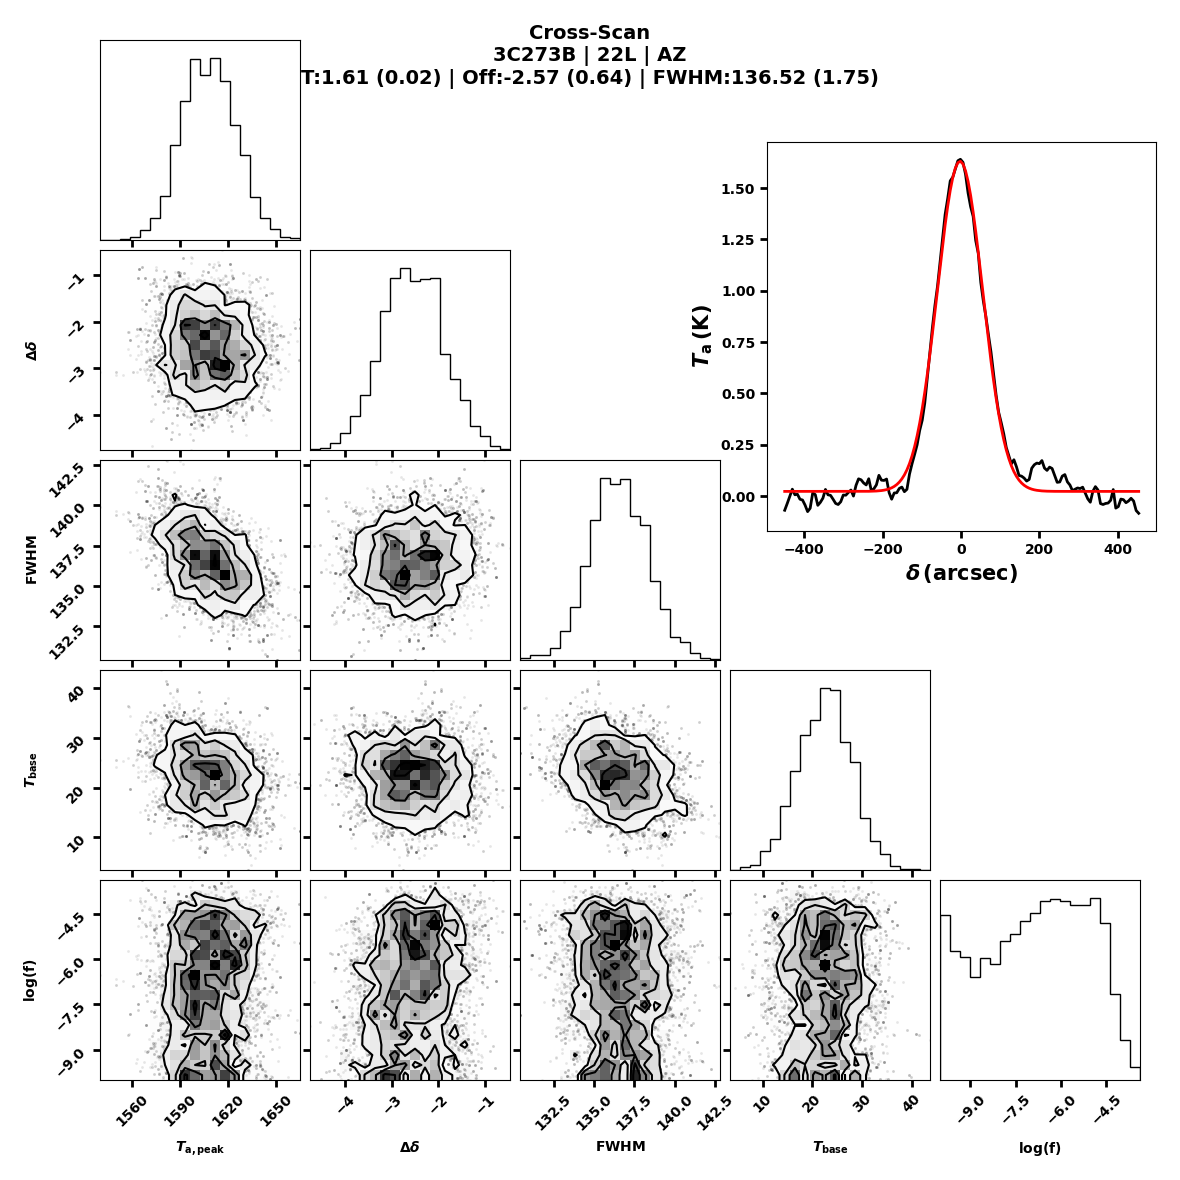 Cross-Scan
3C273B | 22L | AZ
T:1.61 (0.02) | Off:-2.57 (0.64) | FWHM:136.52 (1.75)
1.50
1.25
1.00
0.75
0.50
0.25
0.00
Ta (K)
−400 −200 0 200 400
δ (arcsec)
−1
−2
−3
−4
Δδ
142.5
140.0
137.5
135.0
132.5
FWHM
40
30
20
10
Tbase
−4.5
−6.0
−7.5
−9.0
log(f)
1560 1590 1620 1650
−4 −3 −2 −1
132.5 135.0 137.5 140.0 142.5
10 20 30 40
−9.0 −7.5 −6.0 −4.5
Ta,peak Δδ FWHM Tbase log(f)